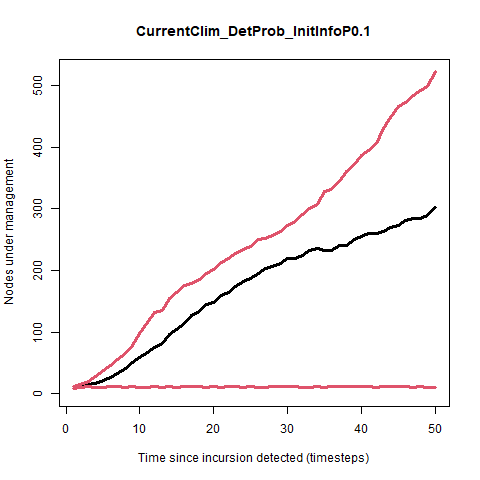 CurrentClim_DetProb_InitInfoP0.1
Nodes under management
500
400
300
200
100
0
0 10 20 30 40 50
Time since incursion detected (timesteps)